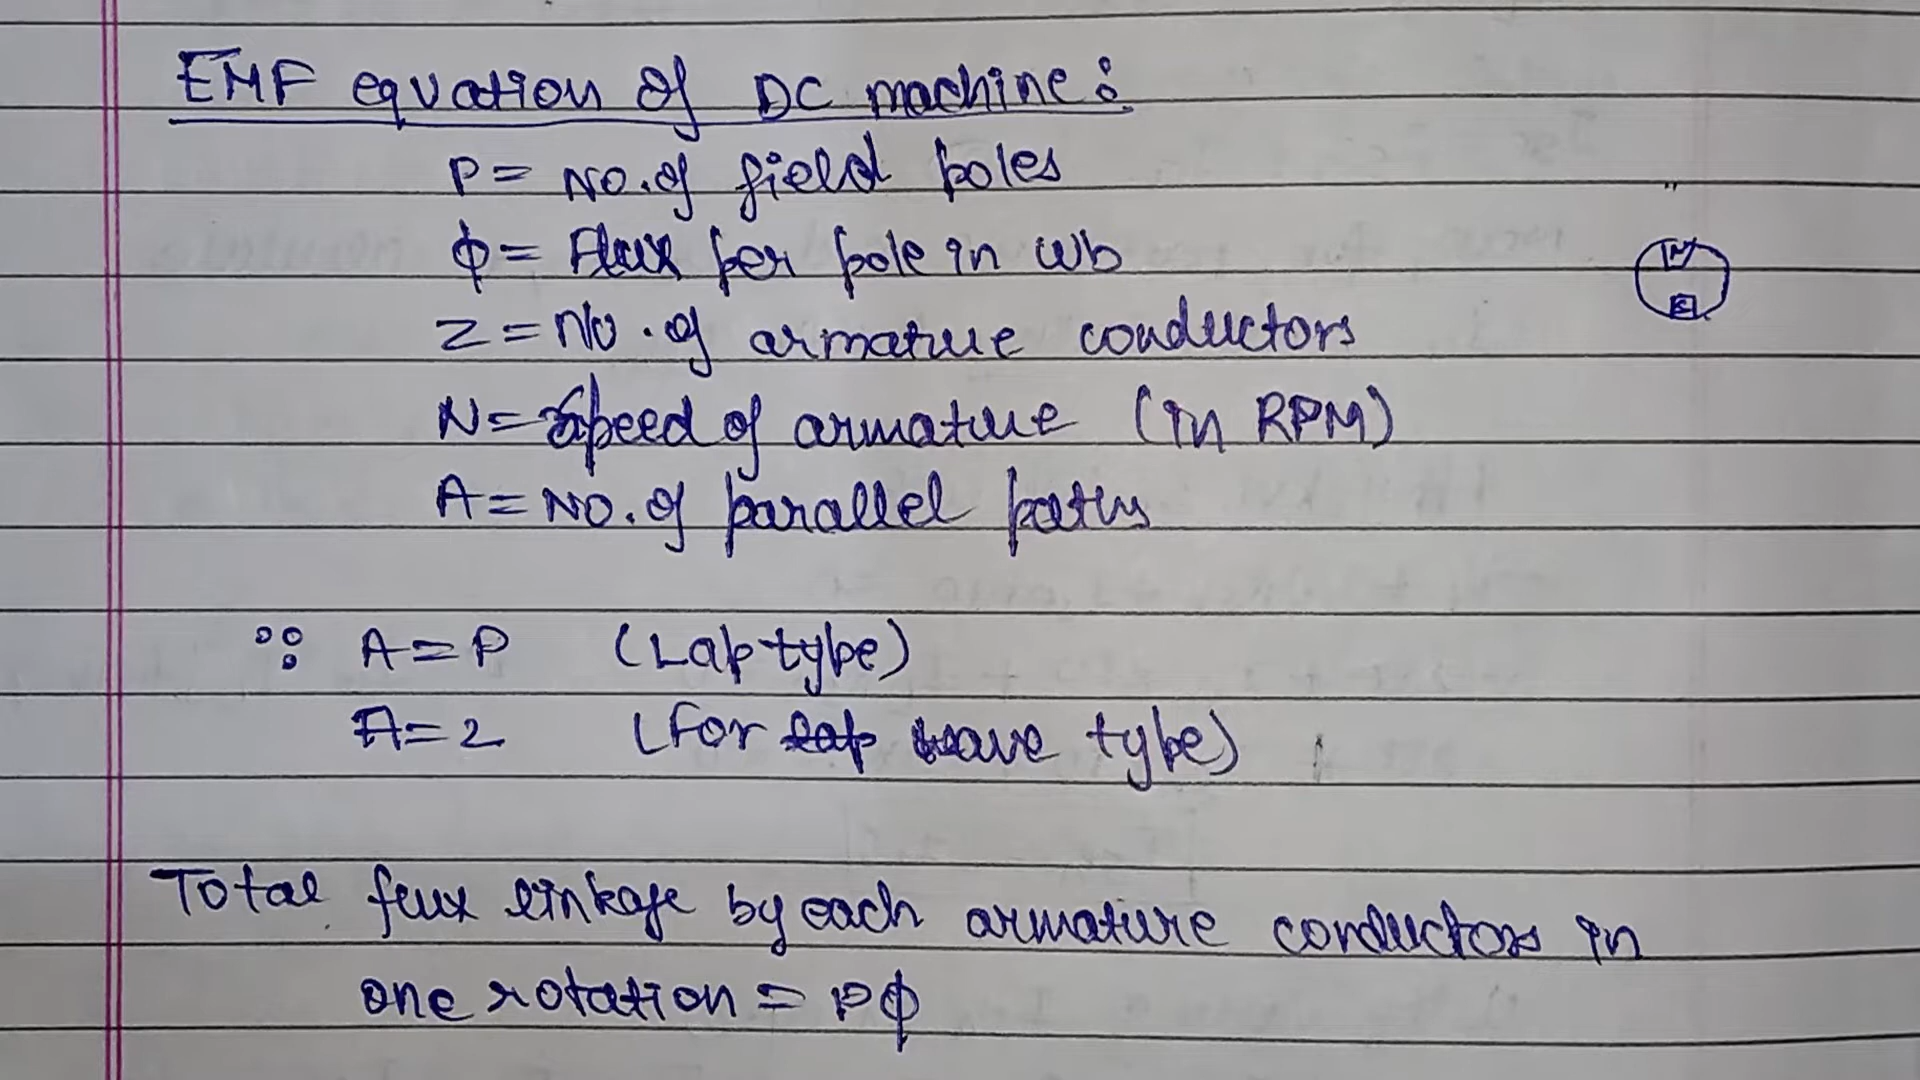 EMF equation of DC machine:
P = No. of field poles
φ = Flux per pole in wb
Z = No. of armature conductors
N = Speed of armature (in RPM)
A = No. of parallel paths
∵ A = P (Lap type)
A = 2 (For lap wave type)
Total flux linkage by each armature conductors in
one rotation = Pφ